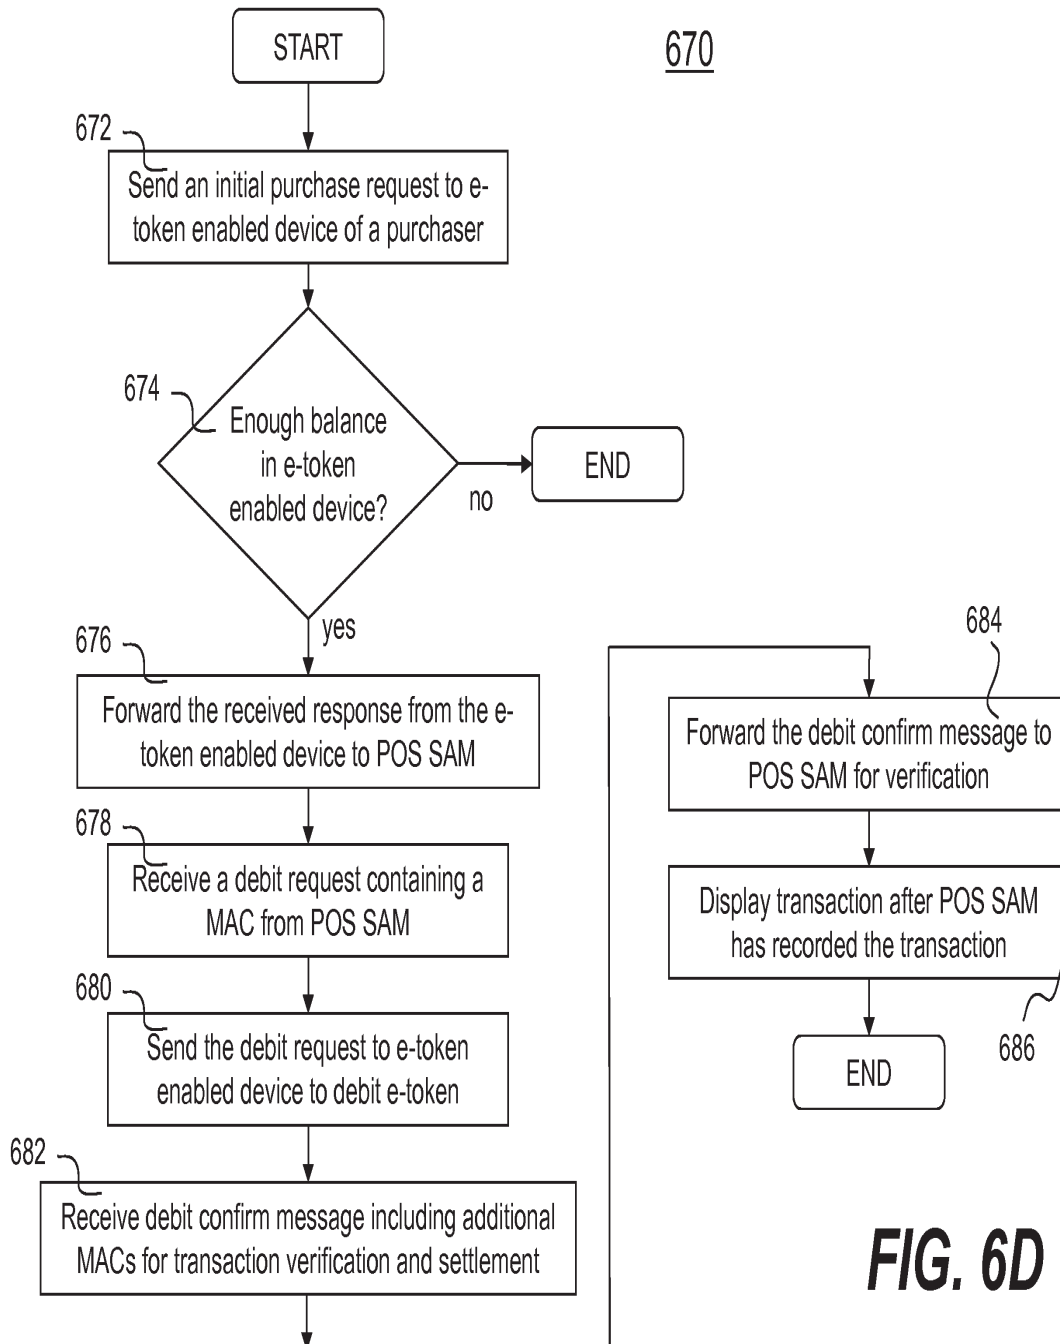 START
670
672
Send an initial purchase request to e-
token enabled device of a purchaser
674
Enough balance
in e-token
enabled device?
no
END
yes
676
Forward the received response from the e-
token enabled device to POS SAM
678
Receive a debit request containing a
MAC from POS SAM
680
Send the debit request to e-token
enabled device to debit e-token
682
Receive debit confirm message including additional
MACs for transaction verification and settlement
684
Forward the debit confirm message to
POS SAM for verification
Display transaction after POS SAM
has recorded the transaction
686
END
FIG. 6D